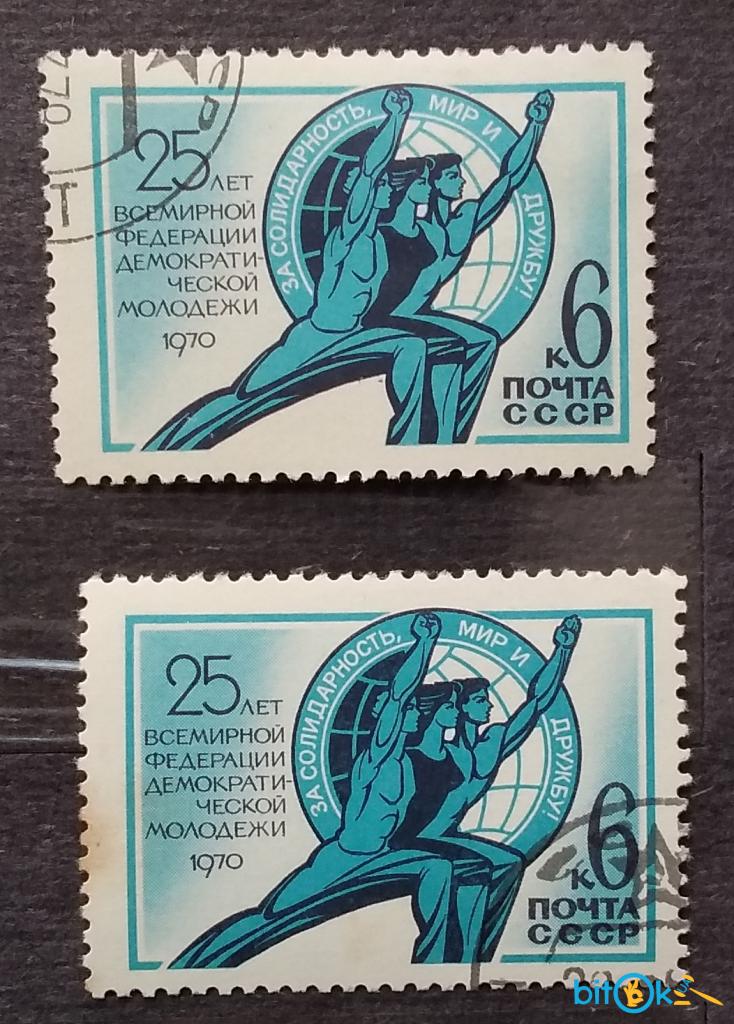 25 ЛЕТ
ВСЕМИРНОЙ
ФЕДЕРАЦИИ
ДЕМОКРАТИ-
ЧЕСКОЙ
МОЛОДЕЖИ
1970
ЗА СОЛИДАРНОСТЬ, МИР И ДРУЖБУ!
6 К
ПОЧТА
СССР
25 ЛЕТ
ВСЕМИРНОЙ
ФЕДЕРАЦИИ
ДЕМОКРАТИ-
ЧЕСКОЙ
МОЛОДЕЖИ
1970
ЗА СОЛИДАРНОСТЬ, МИР И ДРУЖБУ!
6 К
ПОЧТА
СССР
bitok